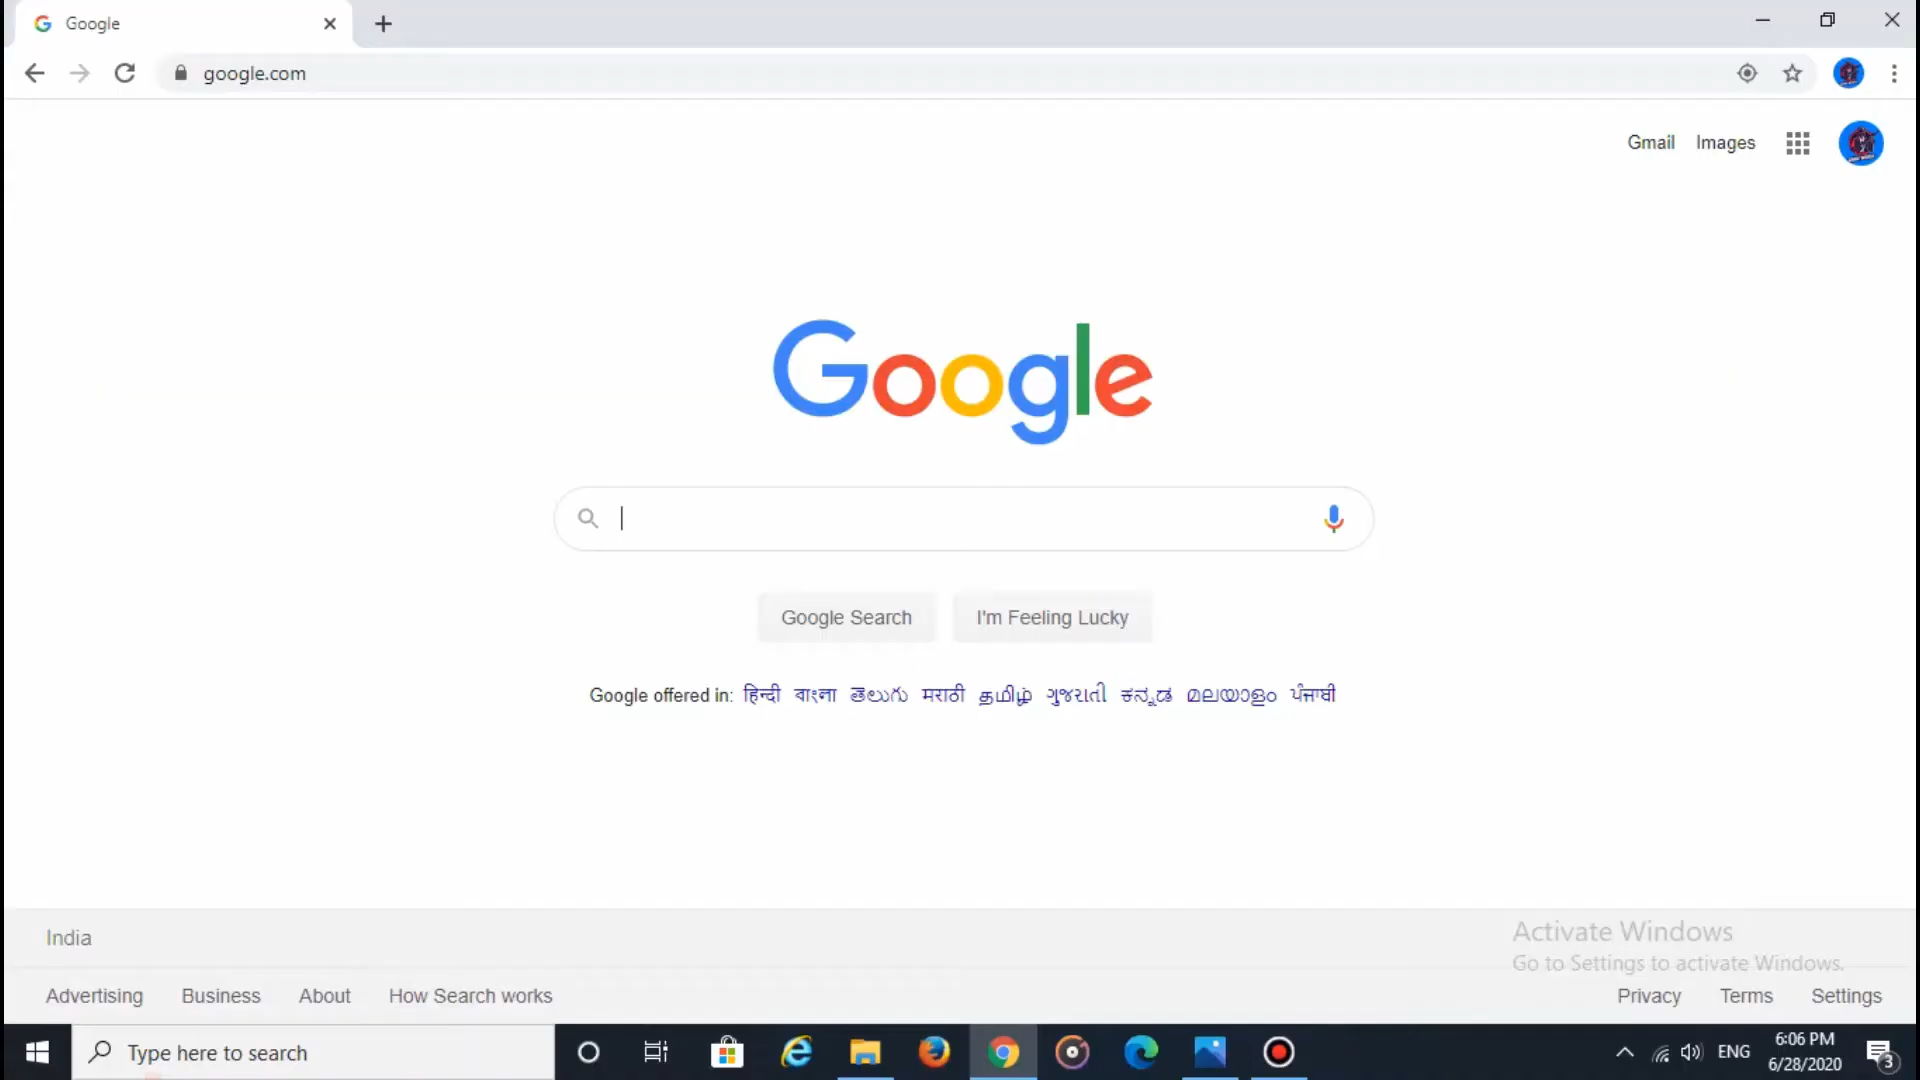 Google
google.com
Gmail Images
Google
Google Search I'm Feeling Lucky
Google offered in: हिन्दी বাংলা తెలుగు मराठी தமிழ் ગુજરાતી ಕನ್ನಡ മലയാളം ਪੰਜਾਬੀ
India
Activate Windows
Go to Settings to activate Windows.
Advertising Business About How Search works Privacy Terms Settings
Type here to search
ENG
6:06 PM
6/28/2020
3